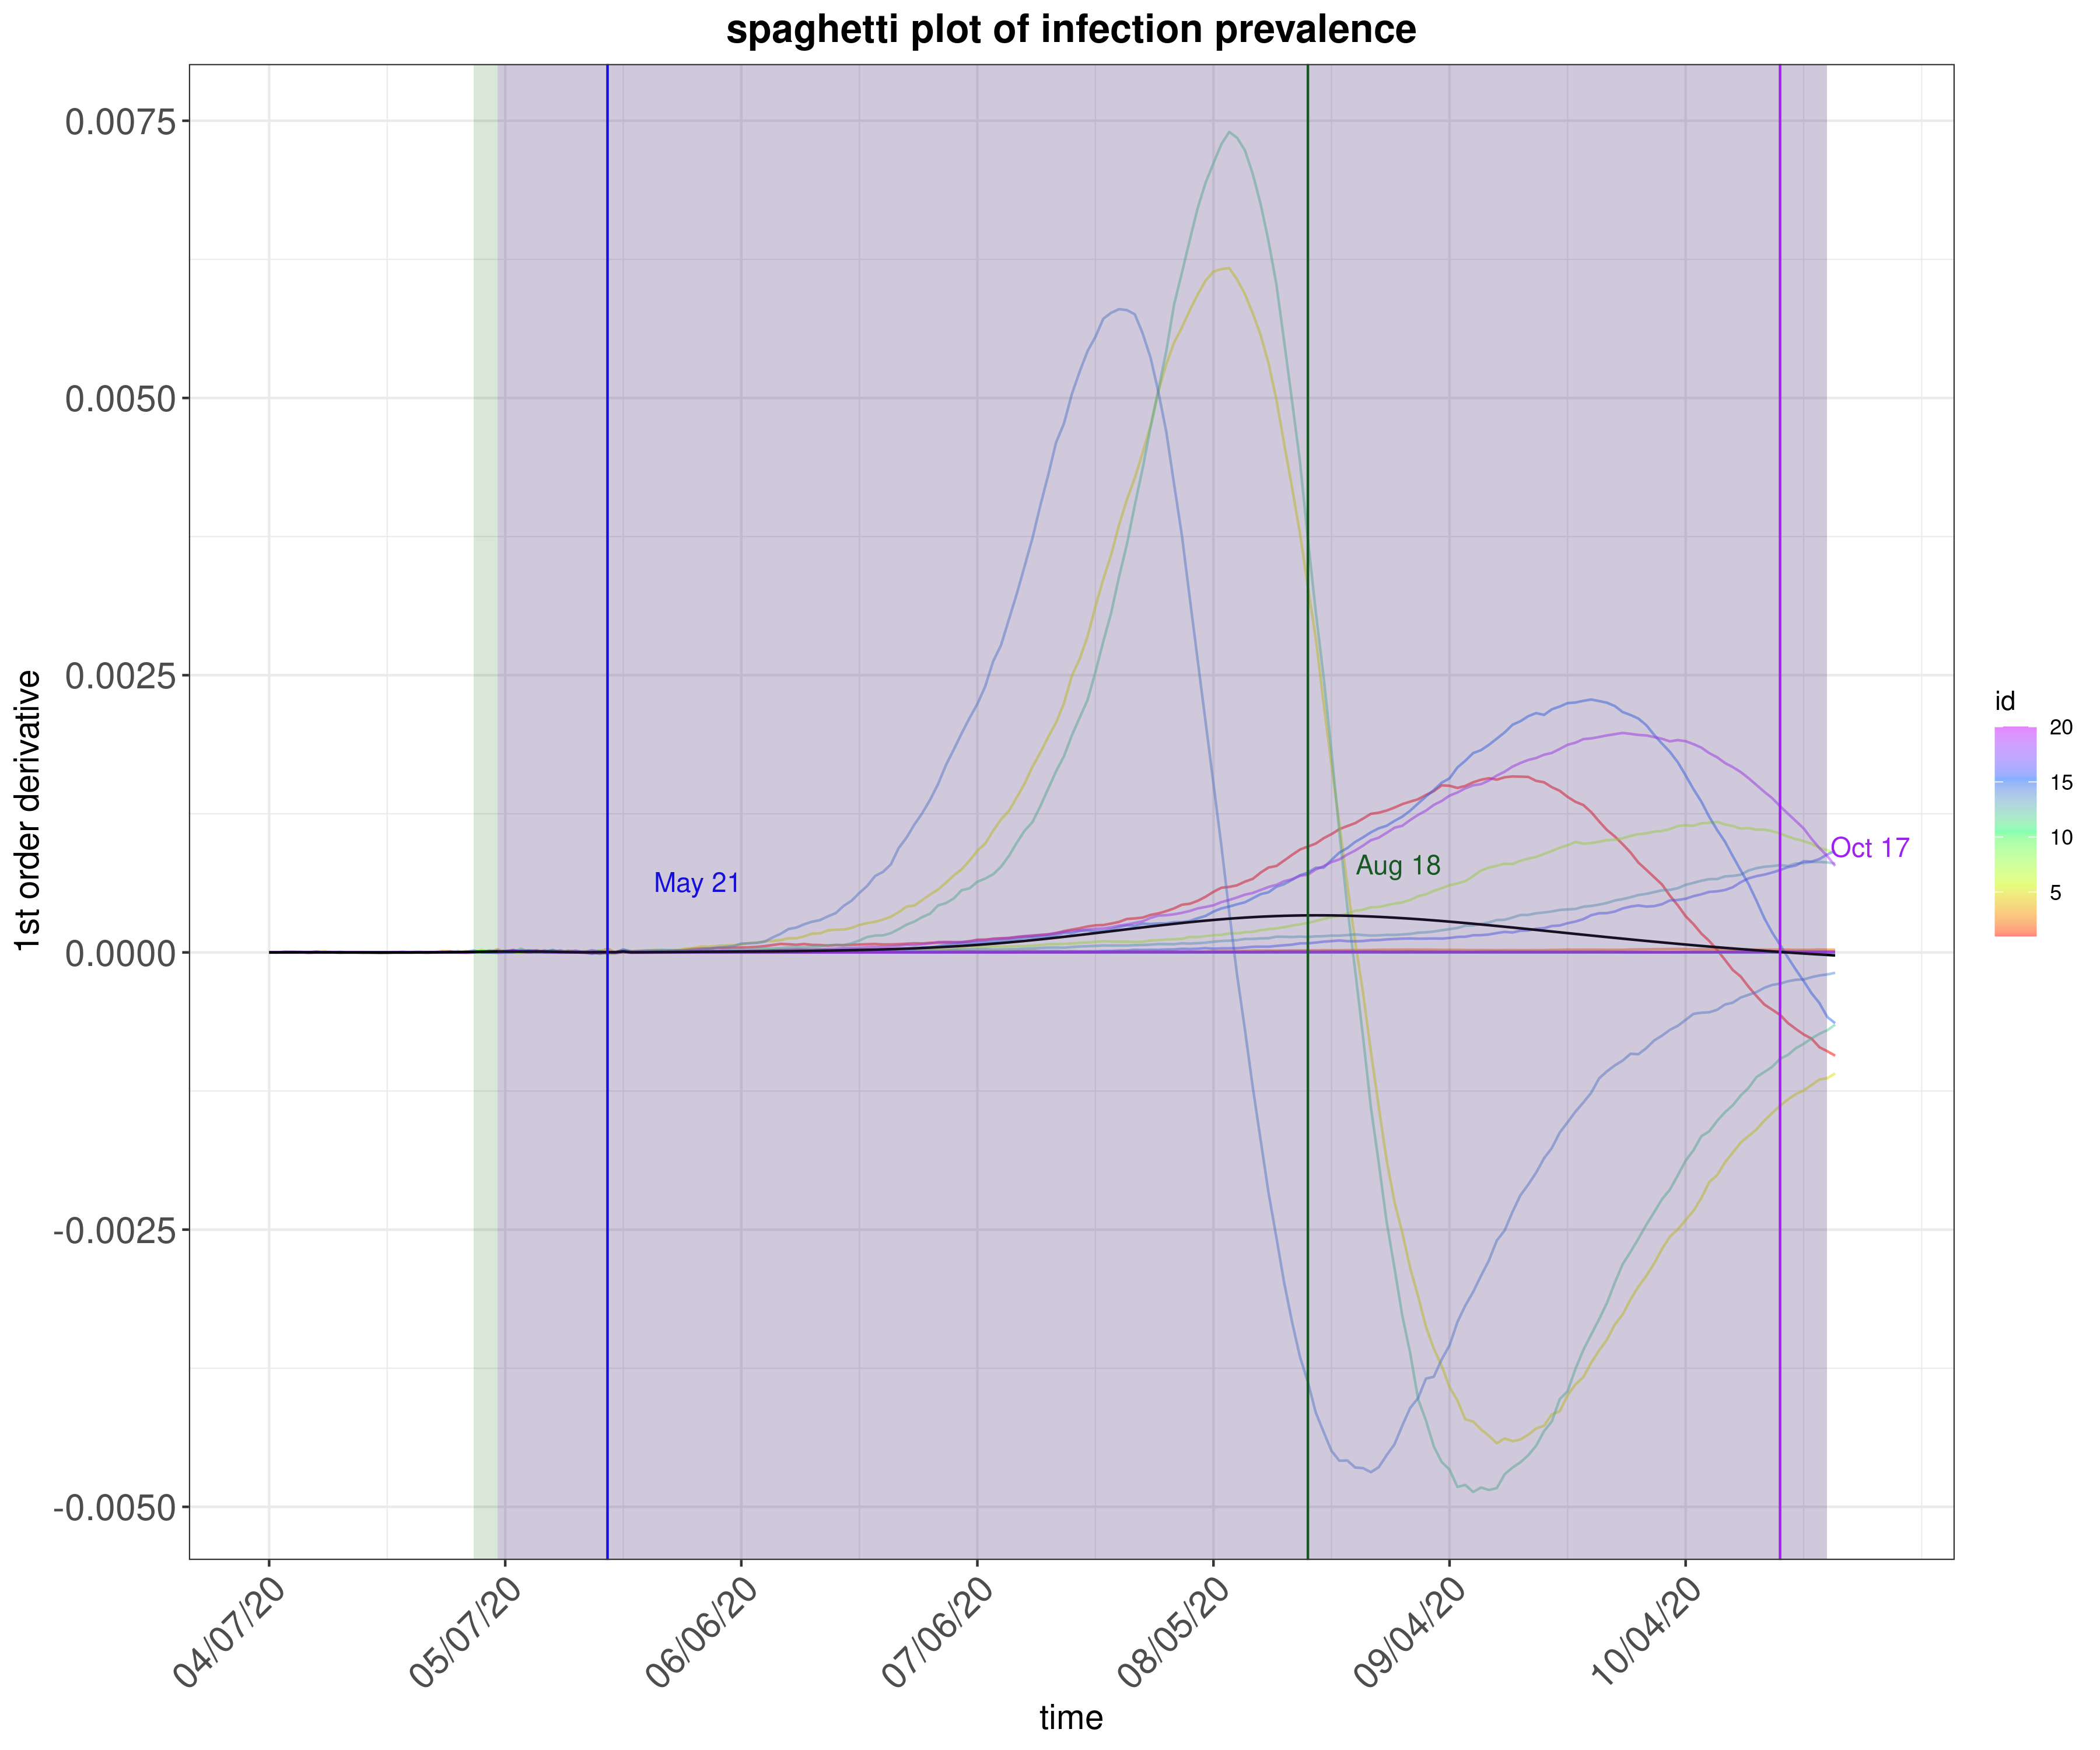 spaghetti plot of infection prevalence
1st order derivative
0.0075
0.0050
0.0025
0.0000
-0.0025
-0.0050
May 21
Aug 18
Oct 17
id
20
15
10
5
04/07/20
05/07/20
06/06/20
07/06/20
08/05/20
09/04/20
10/04/20
time